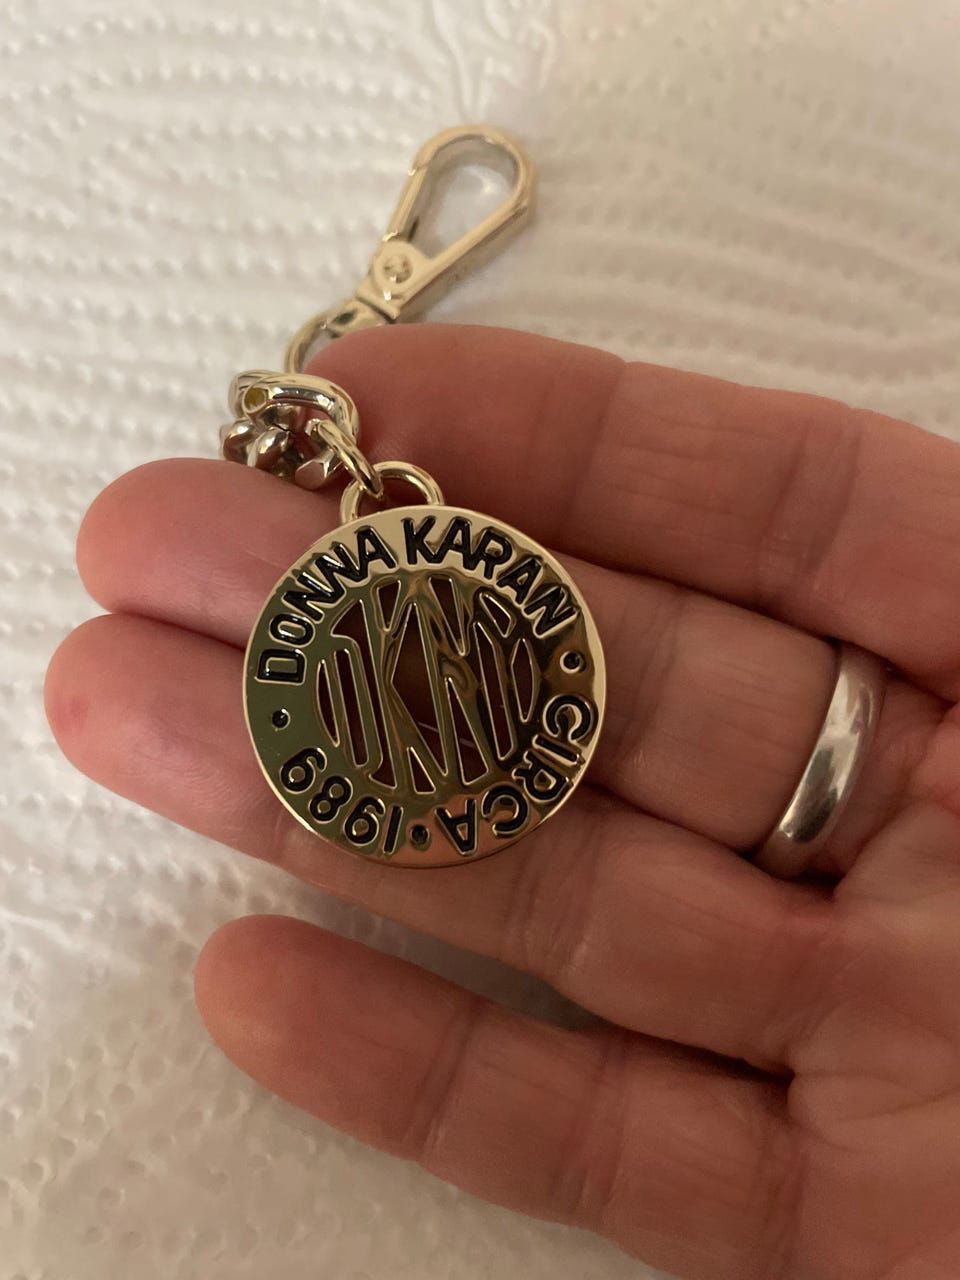 DONNA KARAN • CIRCA • 1989 •
DKNY